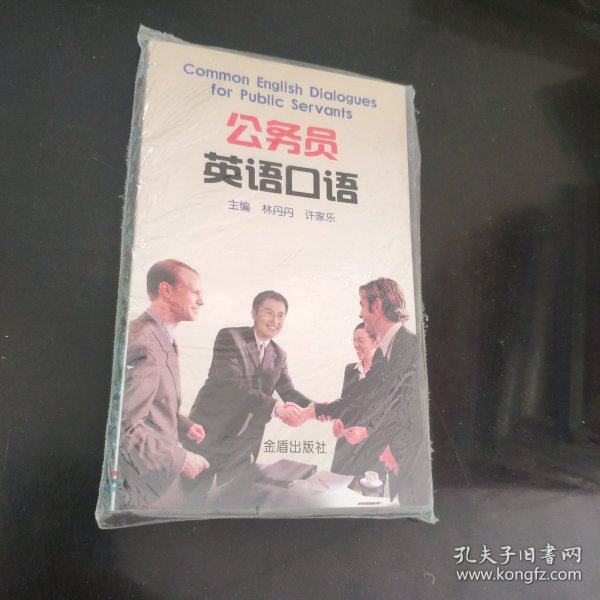 Common English Dialogues
for Public Servants
公务员
英语口语
主编 林丹丹 许家乐
金盾出版社
孔夫子旧书网
www.kongfz.com